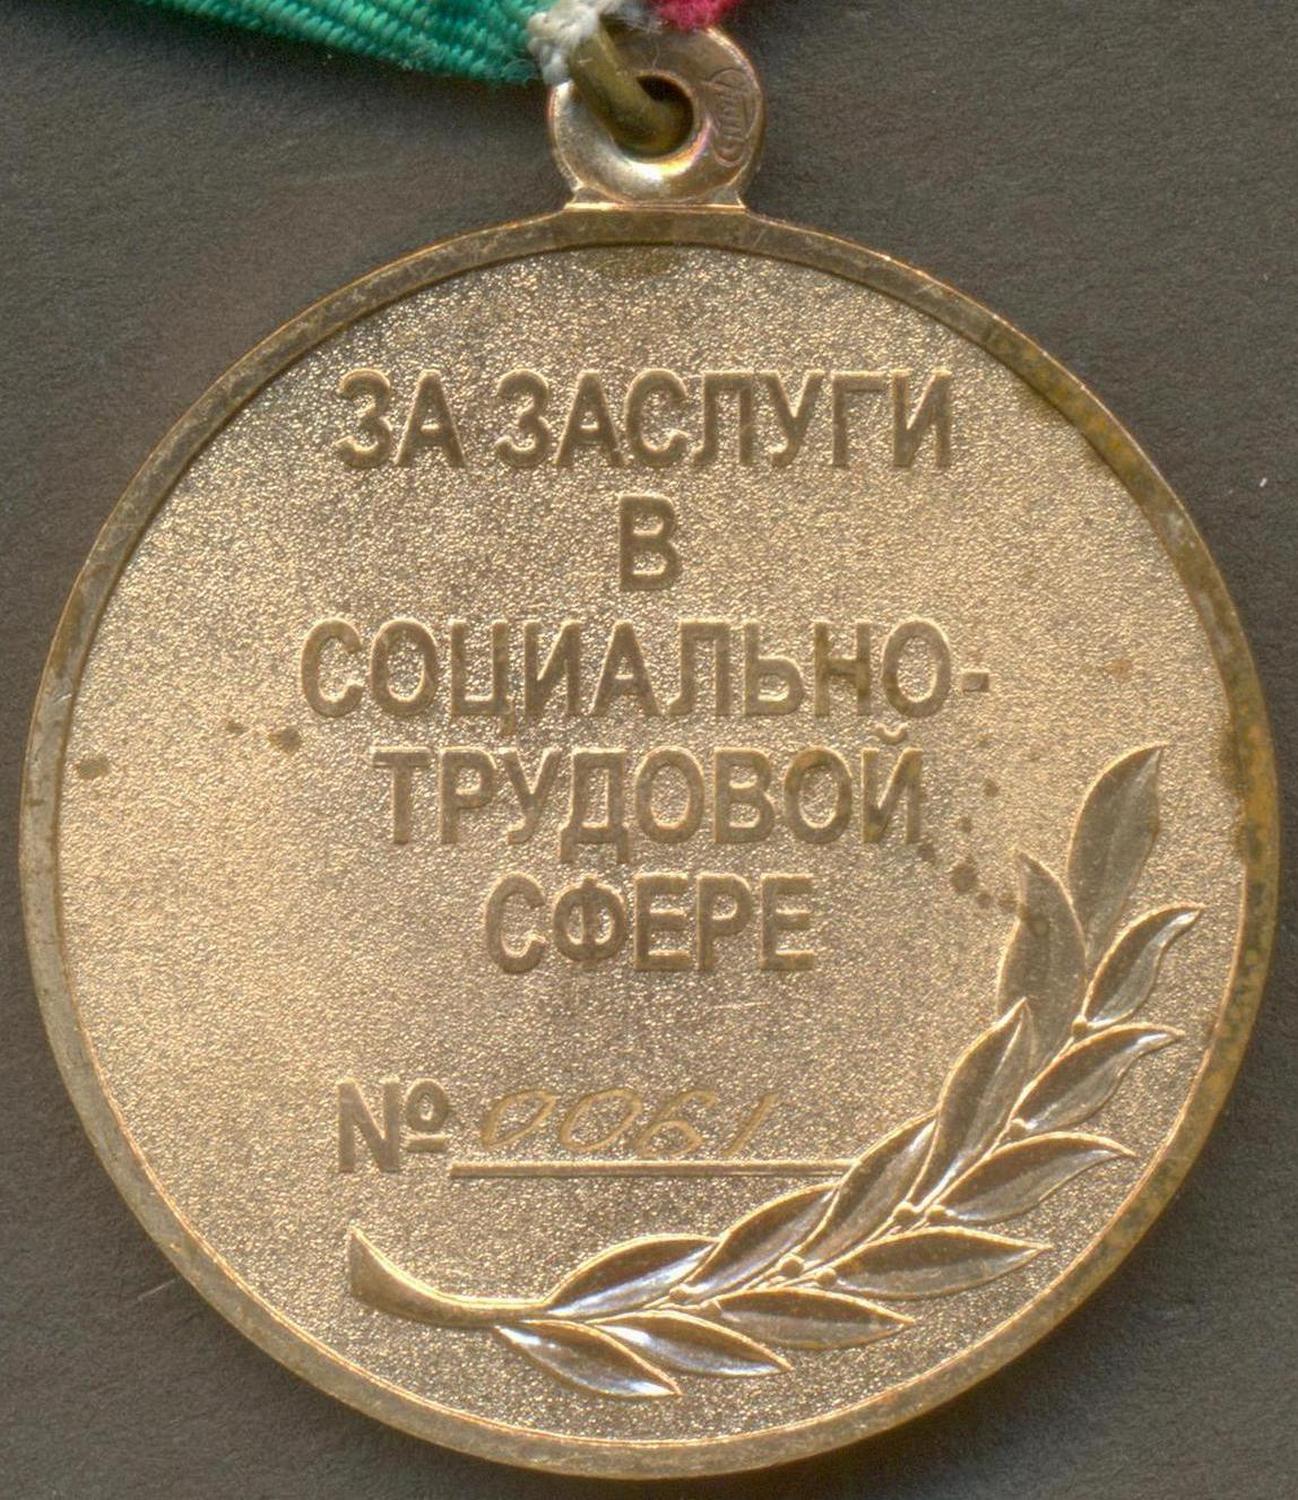 ЗА ЗАСЛУГИ
В
СОЦИАЛЬНО-
ТРУДОВОЙ
СФЕРЕ
№ 0061